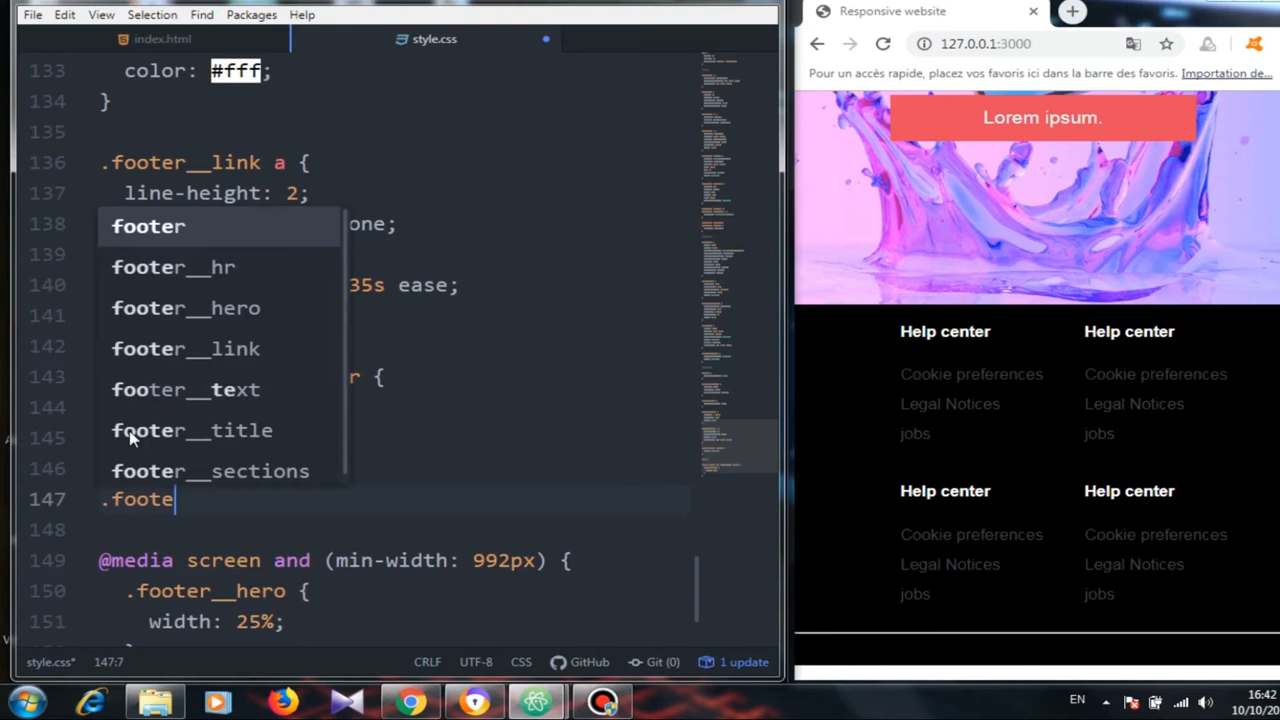 File Edit View Selection Find Packages Help
index.html
style.css
133 color: #fff;
134 }
135
136 .footer__link a {
137 line-height: 2;
138 one;
139
140 35s ease
141
142
143 r {
144
145
146
147 .foote
148
149 @media screen and (min-width: 992px) {
150 .footer__hero {
151 width: 25%;
foote
footer__hr
footer__hero
footer__link
footer__text
footer__title
footer__sections
style.css* 147:7 CRLF UTF-8 CSS GitHub Git (0) 1 update
Responsive website
127.0.0.1:3000
Pour un accès rapide, placez vos favoris ici dans la barre des favoris. Importation de...
Lorem ipsum.
Help center Help carter
Cookie preferences Cookie preferences
Legal Notices Legal Notices
jobs jobs
Help center Help center
Cookie preferences Cookie preferences
Legal Notices Legal Notices
jobs jobs
EN
16:42
10/10/20